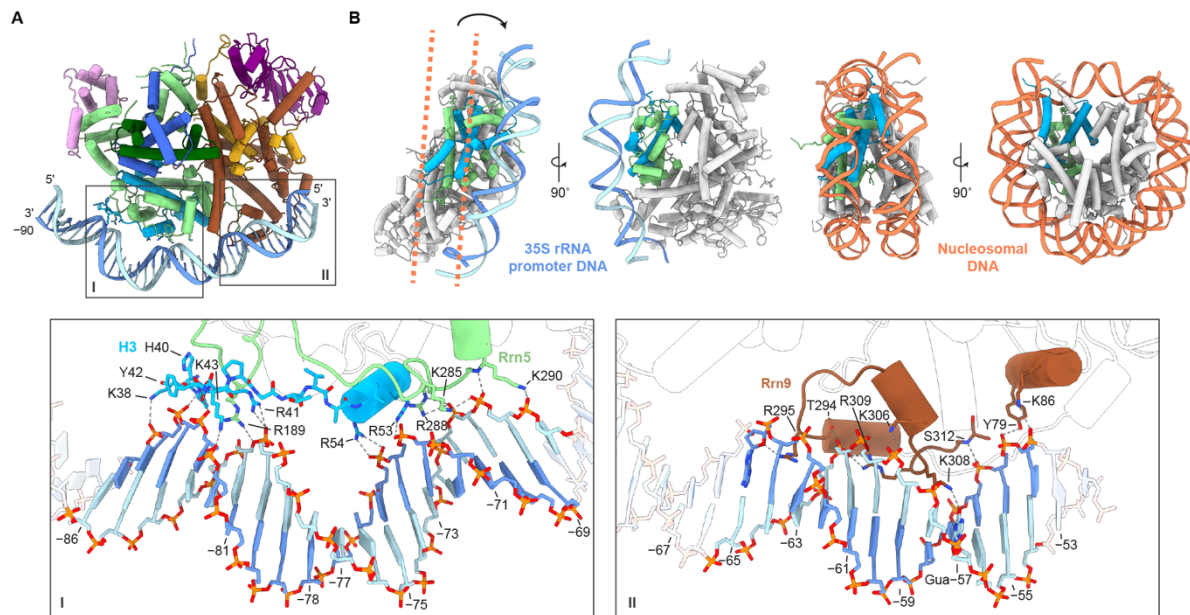 A
B
5'
3'
−90
5'
3'
I
II
90°
35S rRNA
promoter DNA
90°
Nucleosomal
DNA
H3
H40
Y42
K43
K38
R41
R189
R54
R53
R288
K285
Rrn5
K290
−86
−81
−78
−77
−75
−73
−71
−69
I
Rrn9
R295
T294
R309
K306
S312
Y79
K86
K308
−67
−65
−63
−61
−59
Gua−57
−55
−53
II